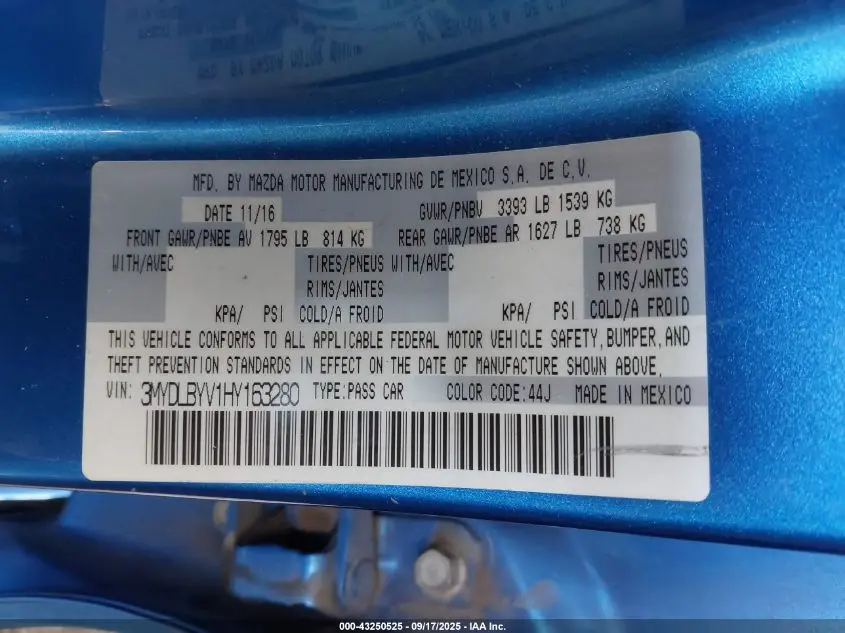 MFD. BY MAZDA MOTOR MANUFACTURING DE MEXICO S.A. DE C.V.
DATE 11/16 GVWR/PNBV 3393 LB 1539 KG
FRONT GAWR/PNBE AV 1795 LB 814 KG REAR GAWR/PNBE AR 1627 LB 738 KG
WITH/AVEC TIRES/PNEUS WITH/AVEC TIRES/PNEUS
RIMS/JANTES RIMS/JANTES
KPA/ PSI COLD/A FROID KPA/ PSI COLD/A FROID
THIS VEHICLE CONFORMS TO ALL APPLICABLE FEDERAL MOTOR VEHICLE SAFETY, BUMPER, AND
THEFT PREVENTION STANDARDS IN EFFECT ON THE DATE OF MANUFACTURE SHOWN ABOVE.
VIN: 3MYDLBYV1HY163280 TYPE:PASS CAR COLOR CODE:44J MADE IN MEXICO
000-43250525 - 09/17/2025 - IAA Inc.